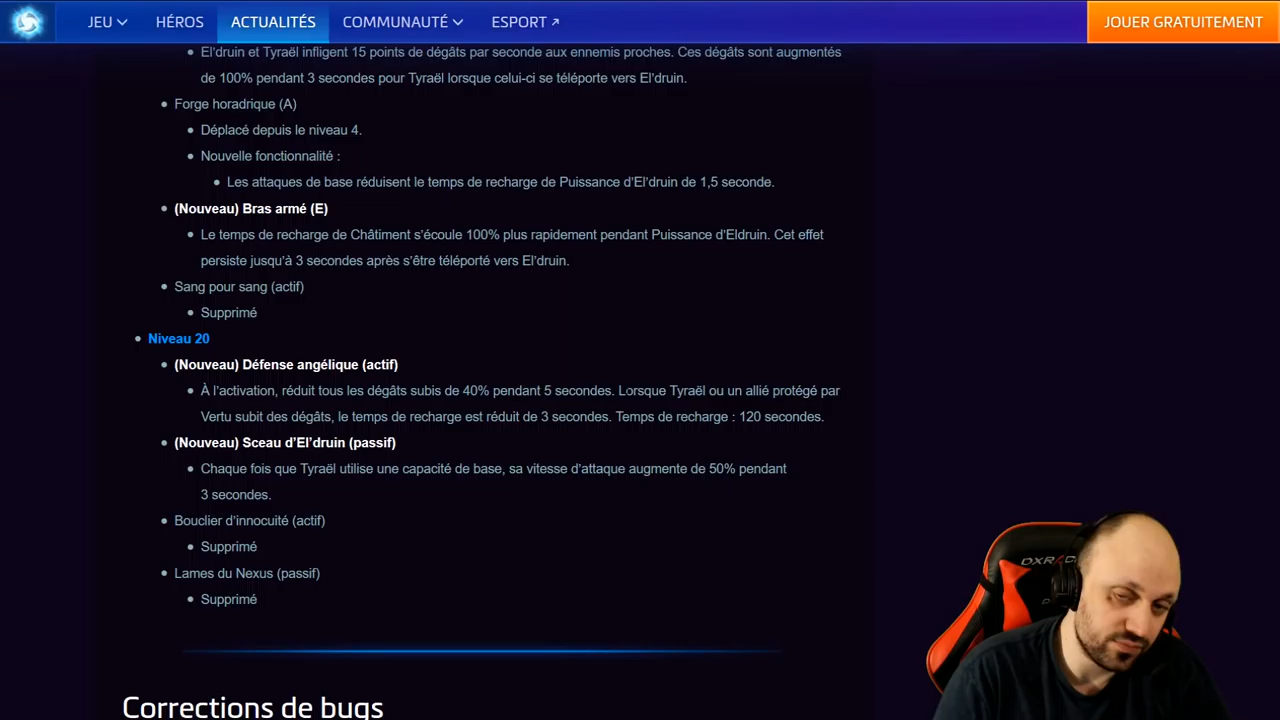 JEU HÉROS ACTUALITÉS COMMUNAUTÉ ESPORT JOUER GRATUITEMENT
El’druin et Tyraël infligent 15 points de dégâts par seconde aux ennemis proches. Ces dégâts sont augmentés
de 100% pendant 3 secondes pour Tyraël lorsque celui-ci se téléporte vers El’druin.
Forge horadrique (A)
Déplacé depuis le niveau 4.
Nouvelle fonctionnalité :
Les attaques de base réduisent le temps de recharge de Puissance d’El’druin de 1,5 seconde.
(Nouveau) Bras armé (E)
Le temps de recharge de Châtiment s’écoule 100% plus rapidement pendant Puissance d’Eldruin. Cet effet
persiste jusqu’à 3 secondes après s’être téléporté vers El’druin.
Sang pour sang (actif)
Supprimé
Niveau 20
(Nouveau) Défense angélique (actif)
À l’activation, réduit tous les dégâts subis de 40% pendant 5 secondes. Lorsque Tyraël ou un allié protégé par
Vertu subit des dégâts, le temps de recharge est réduit de 3 secondes. Temps de recharge : 120 secondes.
(Nouveau) Sceau d’El’druin (passif)
Chaque fois que Tyraël utilise une capacité de base, sa vitesse d’attaque augmente de 50% pendant
3 secondes.
Bouclier d’innocuité (actif)
Supprimé
Lames du Nexus (passif)
Supprimé
Corrections de bugs